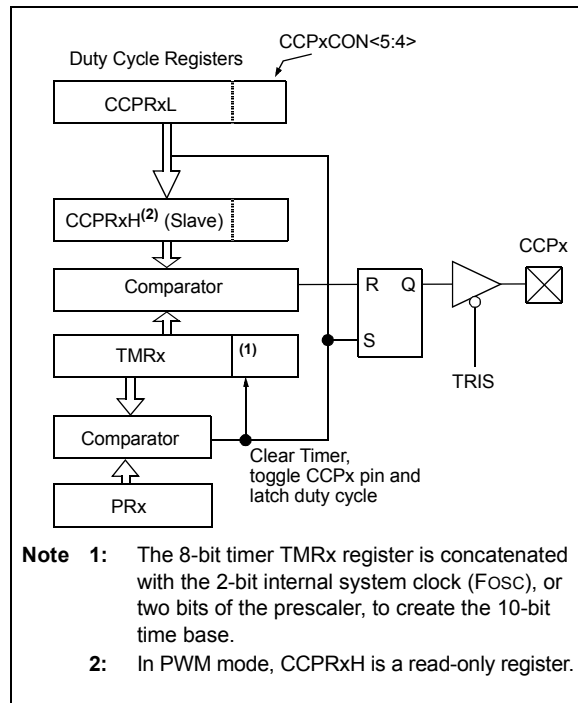 CCPxCON<5:4>
Duty Cycle Registers
CCPRxL
CCPRxH(2) (Slave)
CCPx
Comparator
R Q
TMRx
(1)
S
TRIS
Comparator
Clear Timer,
toggle CCPx pin and
latch duty cycle
PRx
Note 1: The 8-bit timer TMRx register is concatenated
with the 2-bit internal system clock (FOSC), or
two bits of the prescaler, to create the 10-bit
time base.
2: In PWM mode, CCPRxH is a read-only register.